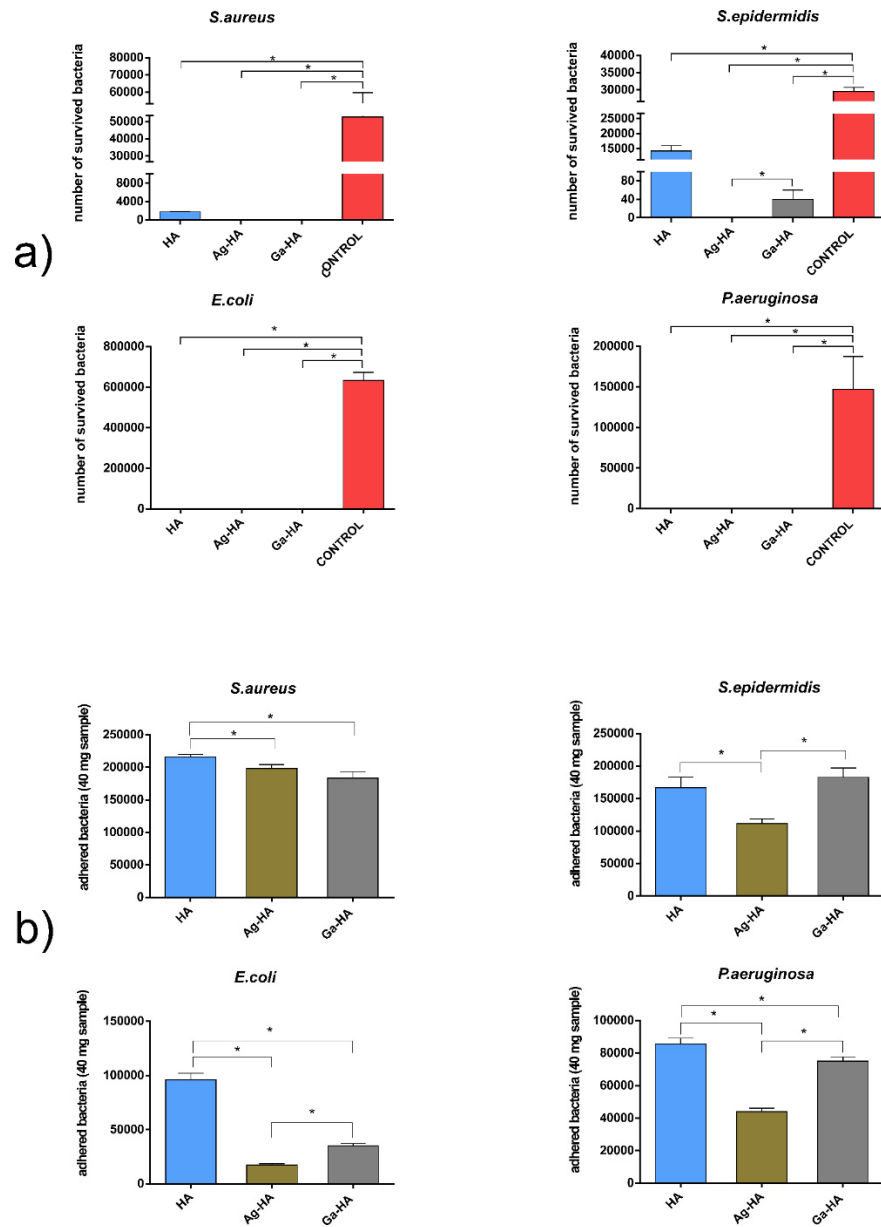 S.aureus
number of survived bacteria
80000
70000
60000
50000
40000
30000
8000
4000
0
*
*
*
HA
Ag-HA
Ga-HA
CONTROL
S.epidermidis
number of survived bacteria
40000
35000
30000
25000
20000
15000
80
40
0
*
*
*
*
HA
Ag-HA
Ga-HA
CONTROL
a)
E.coli
number of survived bacteria
800000
600000
400000
200000
0
*
*
*
HA
Ag-HA
Ga-HA
CONTROL
P.aeruginosa
number of survived bacteria
200000
150000
100000
50000
0
*
*
*
HA
Ag-HA
Ga-HA
CONTROL
S.aureus
adhered bacteria (40 mg sample)
250000
200000
150000
100000
50000
0
*
*
HA
Ag-HA
Ga-HA
S.epidermidis
adhered bacteria (40 mg sample)
250000
200000
150000
100000
50000
0
*
*
HA
Ag-HA
Ga-HA
b)
E.coli
adhered bacteria (40 mg sample)
150000
100000
50000
0
*
*
*
HA
Ag-HA
Ga-HA
P.aeruginosa
adhered bacteria (40 mg sample)
100000
80000
60000
40000
20000
0
*
*
*
HA
Ag-HA
Ga-HA